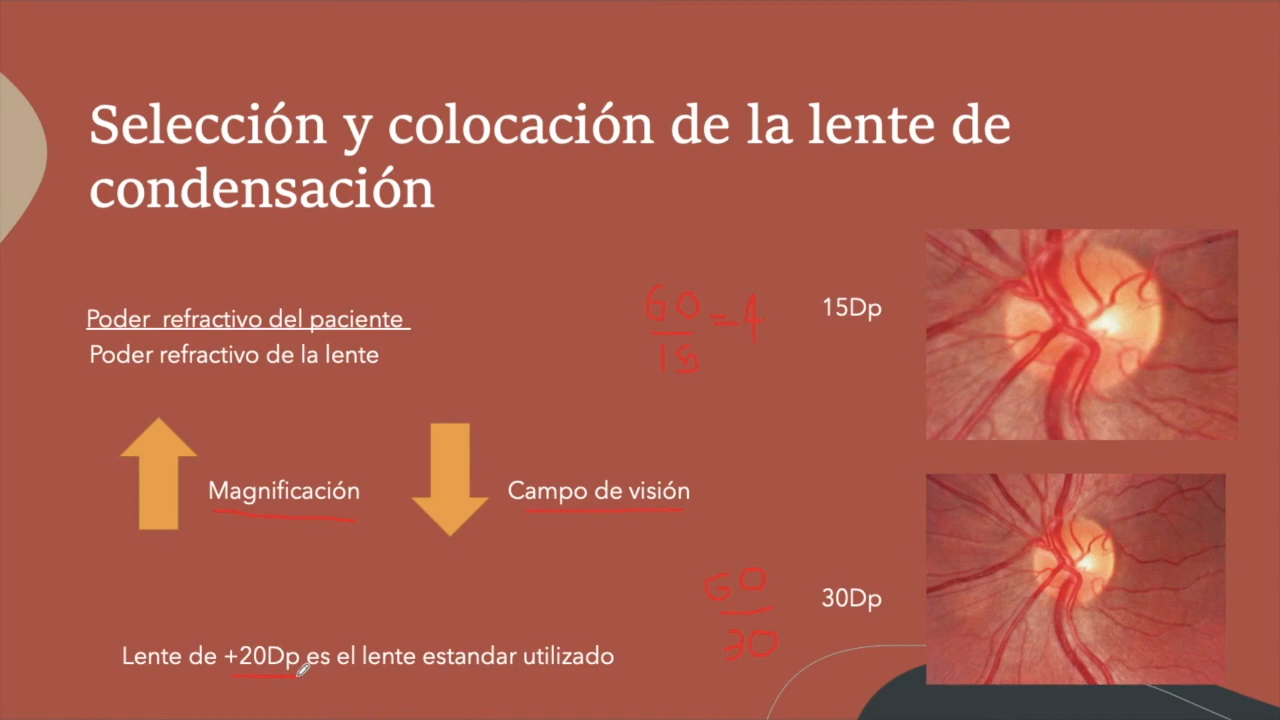 Selección y colocación de la lente de
condensación
Poder refractivo del paciente
Poder refractivo de la lente
60
15
=4
15Dp
Magnificación
Campo de visión
60
30
30Dp
Lente de +20Dp es el lente estandar utilizado